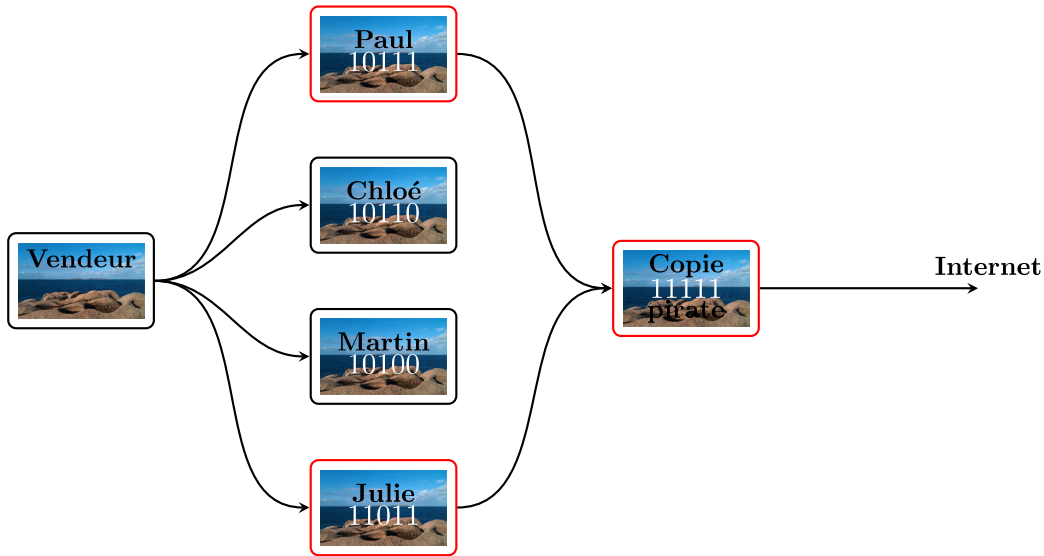 Paul
10111
Chloé
10110
Vendeur
Martin
10100
Julie
11011
Copie
11111
pirate
Internet